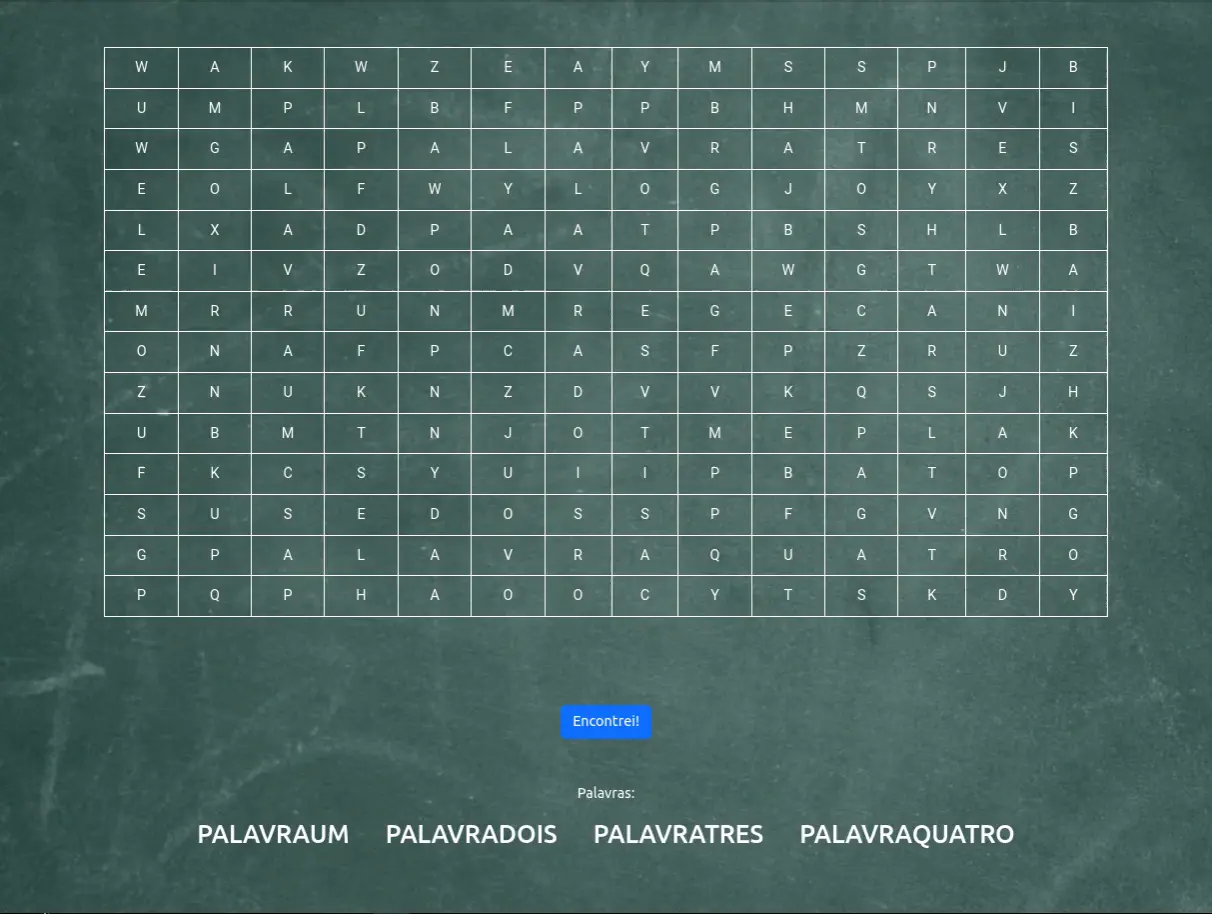 W A K W Z E A Y M S S P J B
U M P L B F P P B H M N V I
W G A P A L A V R A T R E S
E O L F W Y L O G J O Y X Z
L X A D P A A T P B S H L B
E I V Z O D V Q A W G T W A
M R R U N M R E G E C A N I
O N A F P C A S F P Z R U Z
Z N U K N Z D V V K Q S J H
U B M T N J O T M E P L A K
F K C S Y U I I P B A T O P
S U S E D O S S P F G V N G
G P A L A V R A Q U A T R O
P Q P H A O O C Y T S K D Y
Encontrei!
Palavras:
PALAVRAUM PALAVRADOIS PALAVRATRES PALAVRAQUATRO